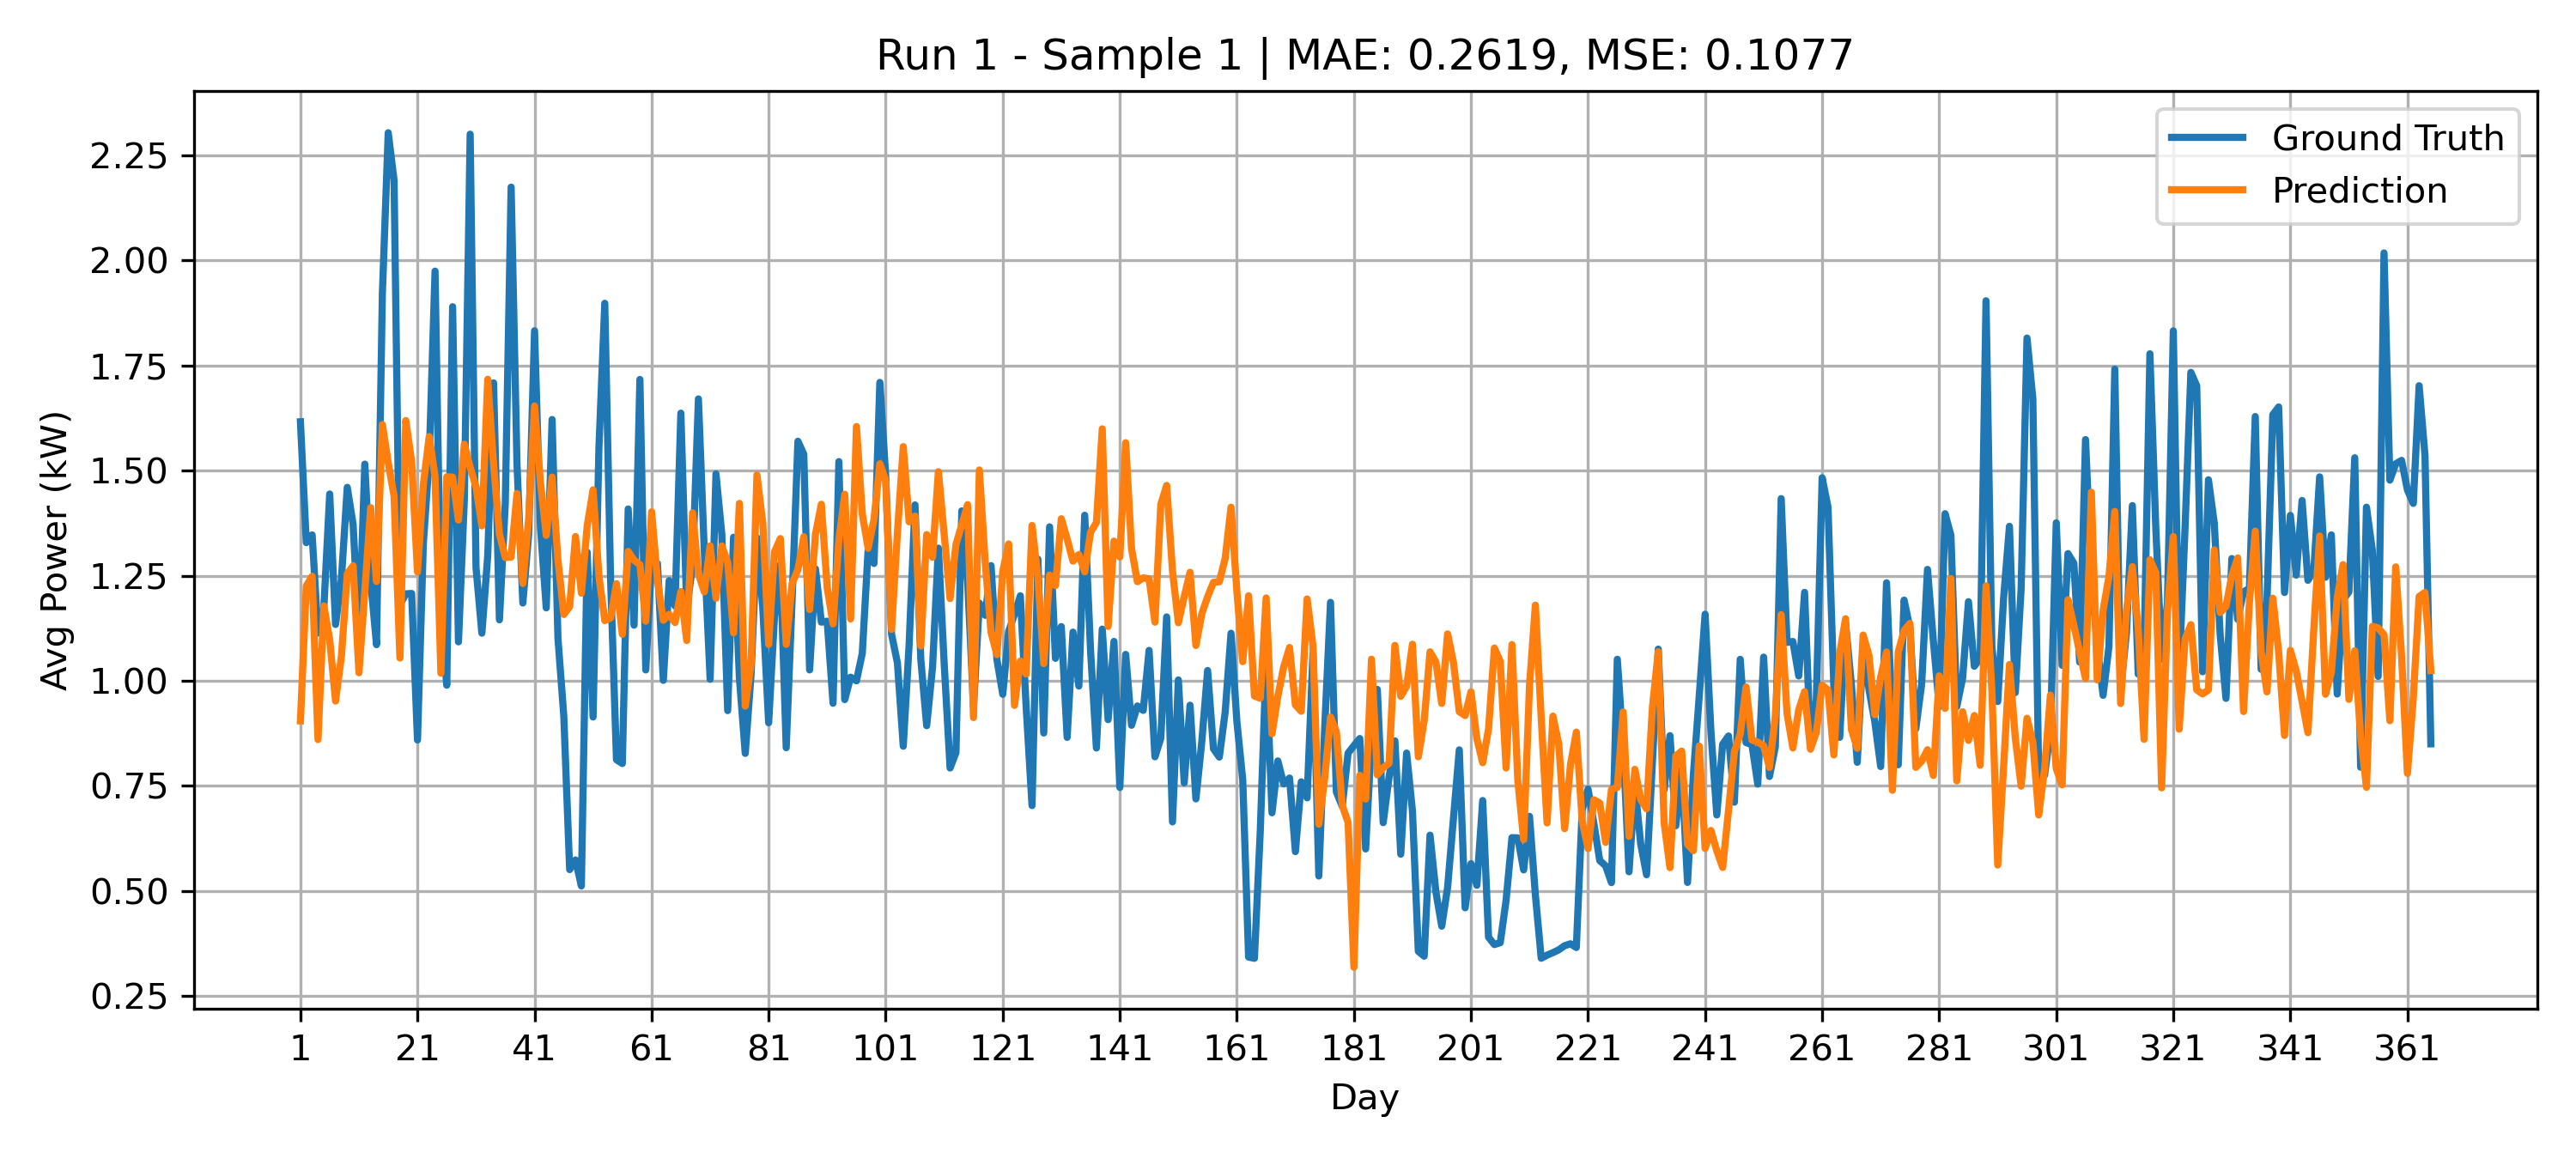 Run 1 - Sample 1 | MAE: 0.2619, MSE: 0.1077
Ground Truth
Prediction
Avg Power (kW)
2.25
2.00
1.75
1.50
1.25
1.00
0.75
0.50
0.25
1 21 41 61 81 101 121 141 161 181 201 221 241 261 281 301 321 341 361
Day